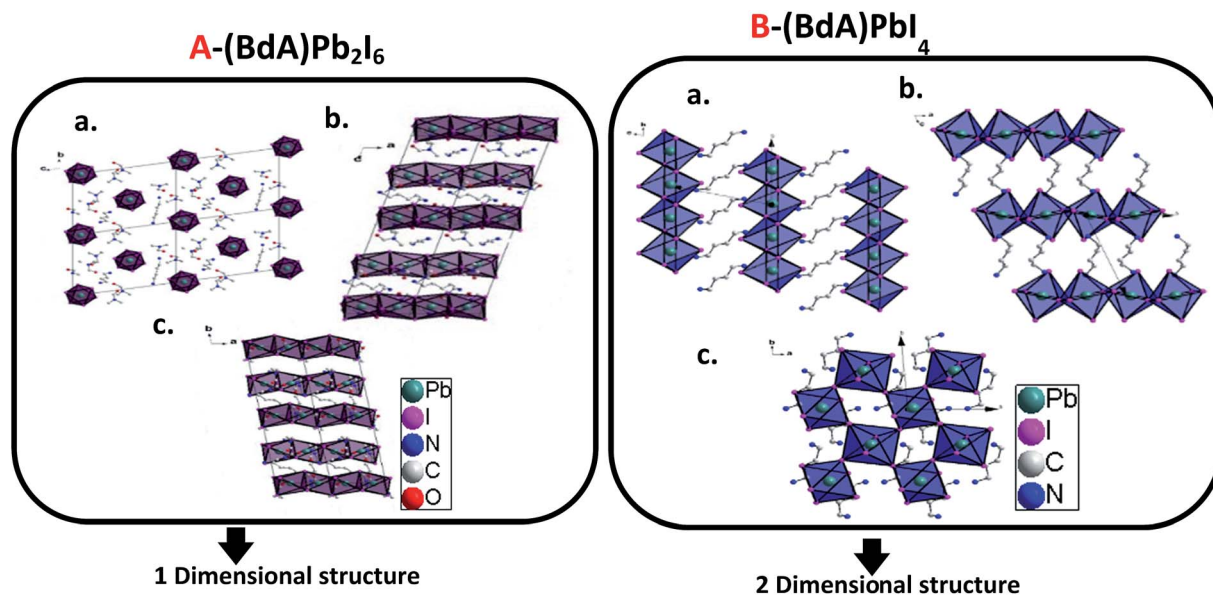 A-(BdA)Pb₂I₆
a.
b.
c.
Pb
I
N
C
O
1 Dimensional structure
B-(BdA)PbI₄
a.
b.
c.
Pb
I
C
N
2 Dimensional structure